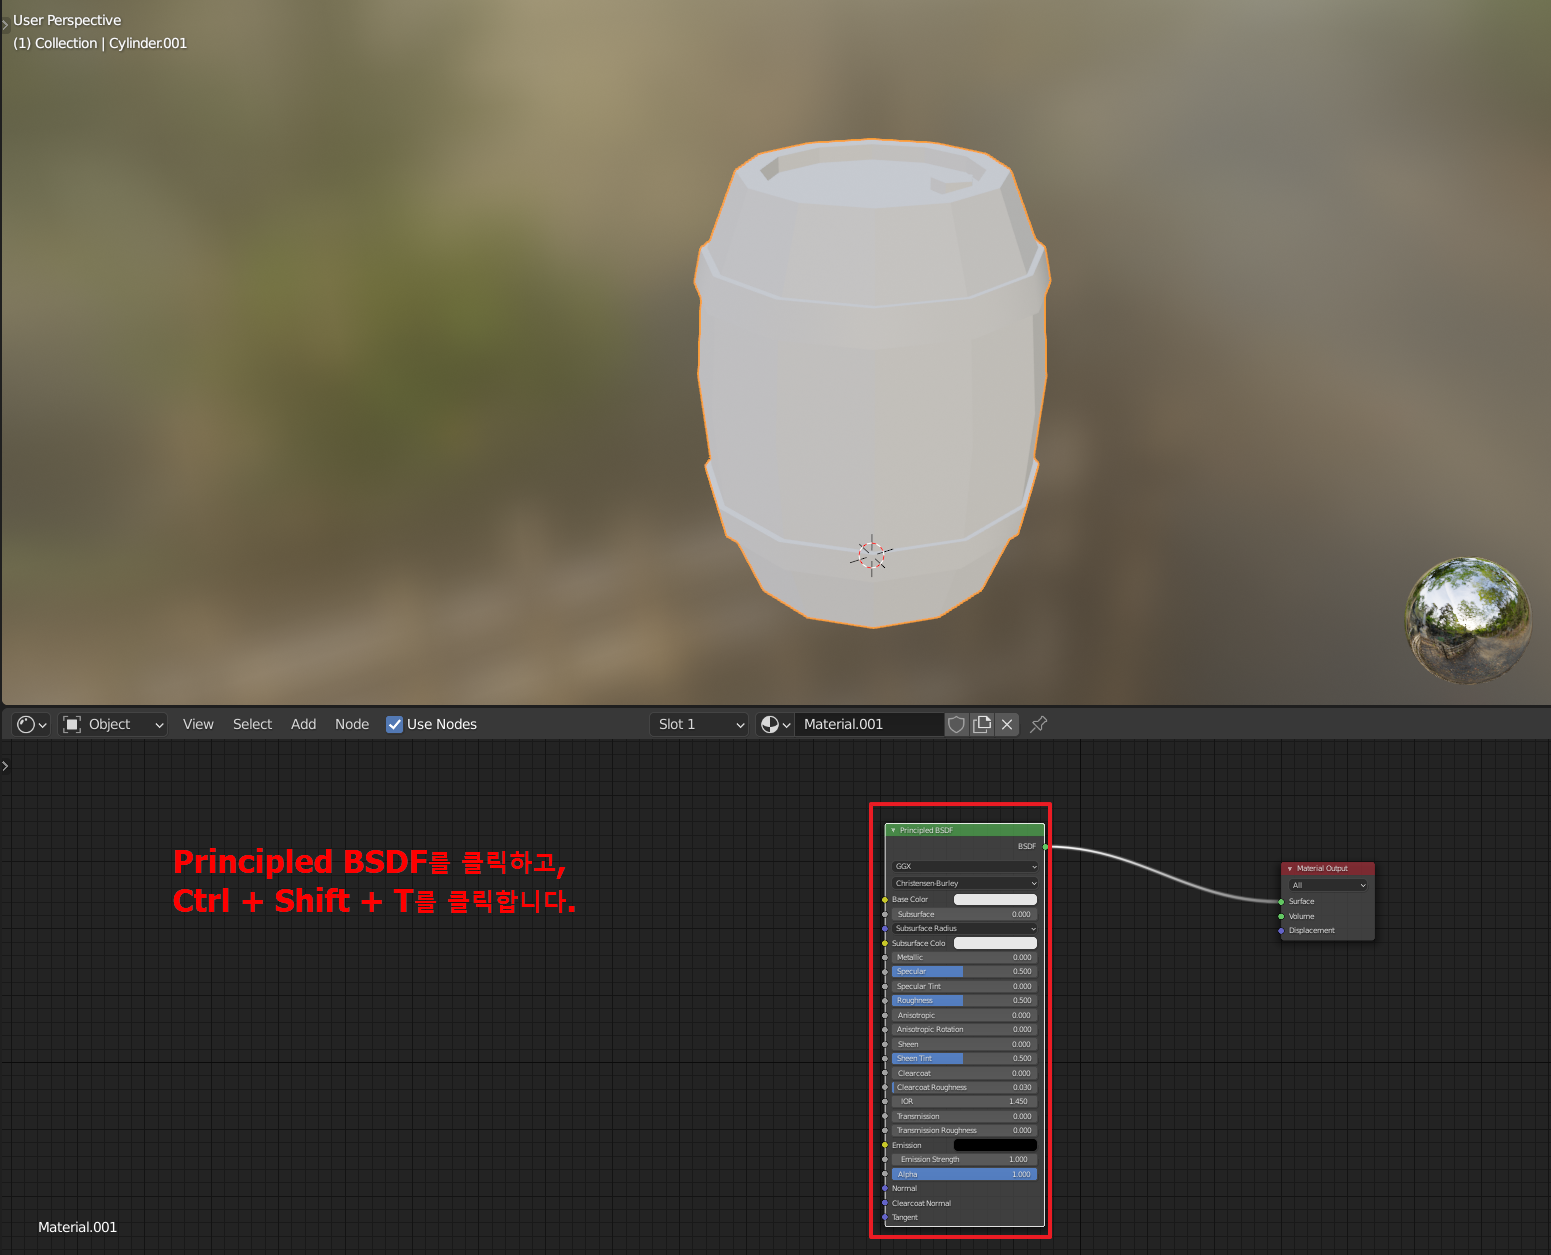 User Perspective
(1) Collection | Cylinder.001
Object
View
Select
Add
Node
Use Nodes
Slot 1
Material.001
Principled BSDF를 클릭하고,
Ctrl + Shift + T를 클릭합니다.
Principled BSDF
BSDF
GGX
Christensen-Burley
Base Color
Subsurface 0.000
Subsurface Radius
Subsurface Colo
Metallic 0.000
Specular 0.500
Specular Tint 0.000
Roughness 0.500
Anisotropic 0.000
Anisotropic Rotation 0.000
Sheen 0.000
Sheen Tint 0.500
Clearcoat 0.000
Clearcoat Roughness 0.030
IOR 1.450
Transmission 0.000
Transmission Roughness 0.000
Emission
Emission Strength 1.000
Alpha 1.000
Normal
Clearcoat Normal
Tangent
Material Output
All
Surface
Volume
Displacement
Material.001